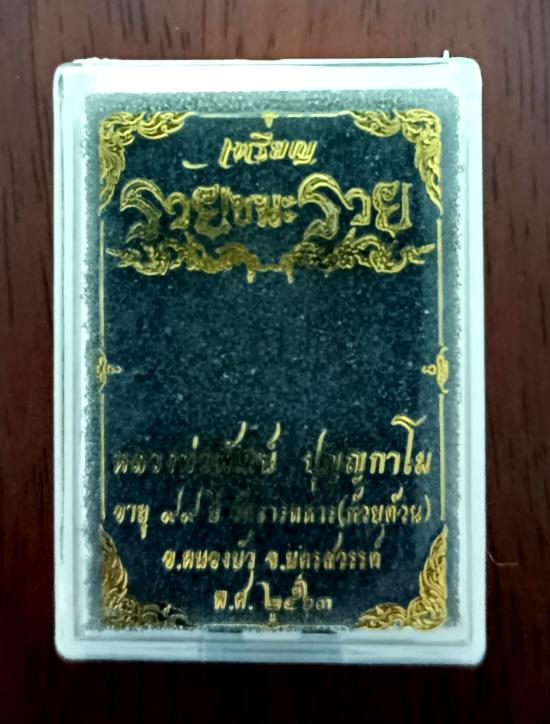 เหรียญ
รวยชนะรวย
หลวงพ่อพัฒน์ ปุญญกาโม
อายุ ๙๙ ปี วัดธารทหาร(ห้วยด้วน)
อ.หนองบัว จ.นครสวรรค์
พ.ศ. ๒๕๖๓